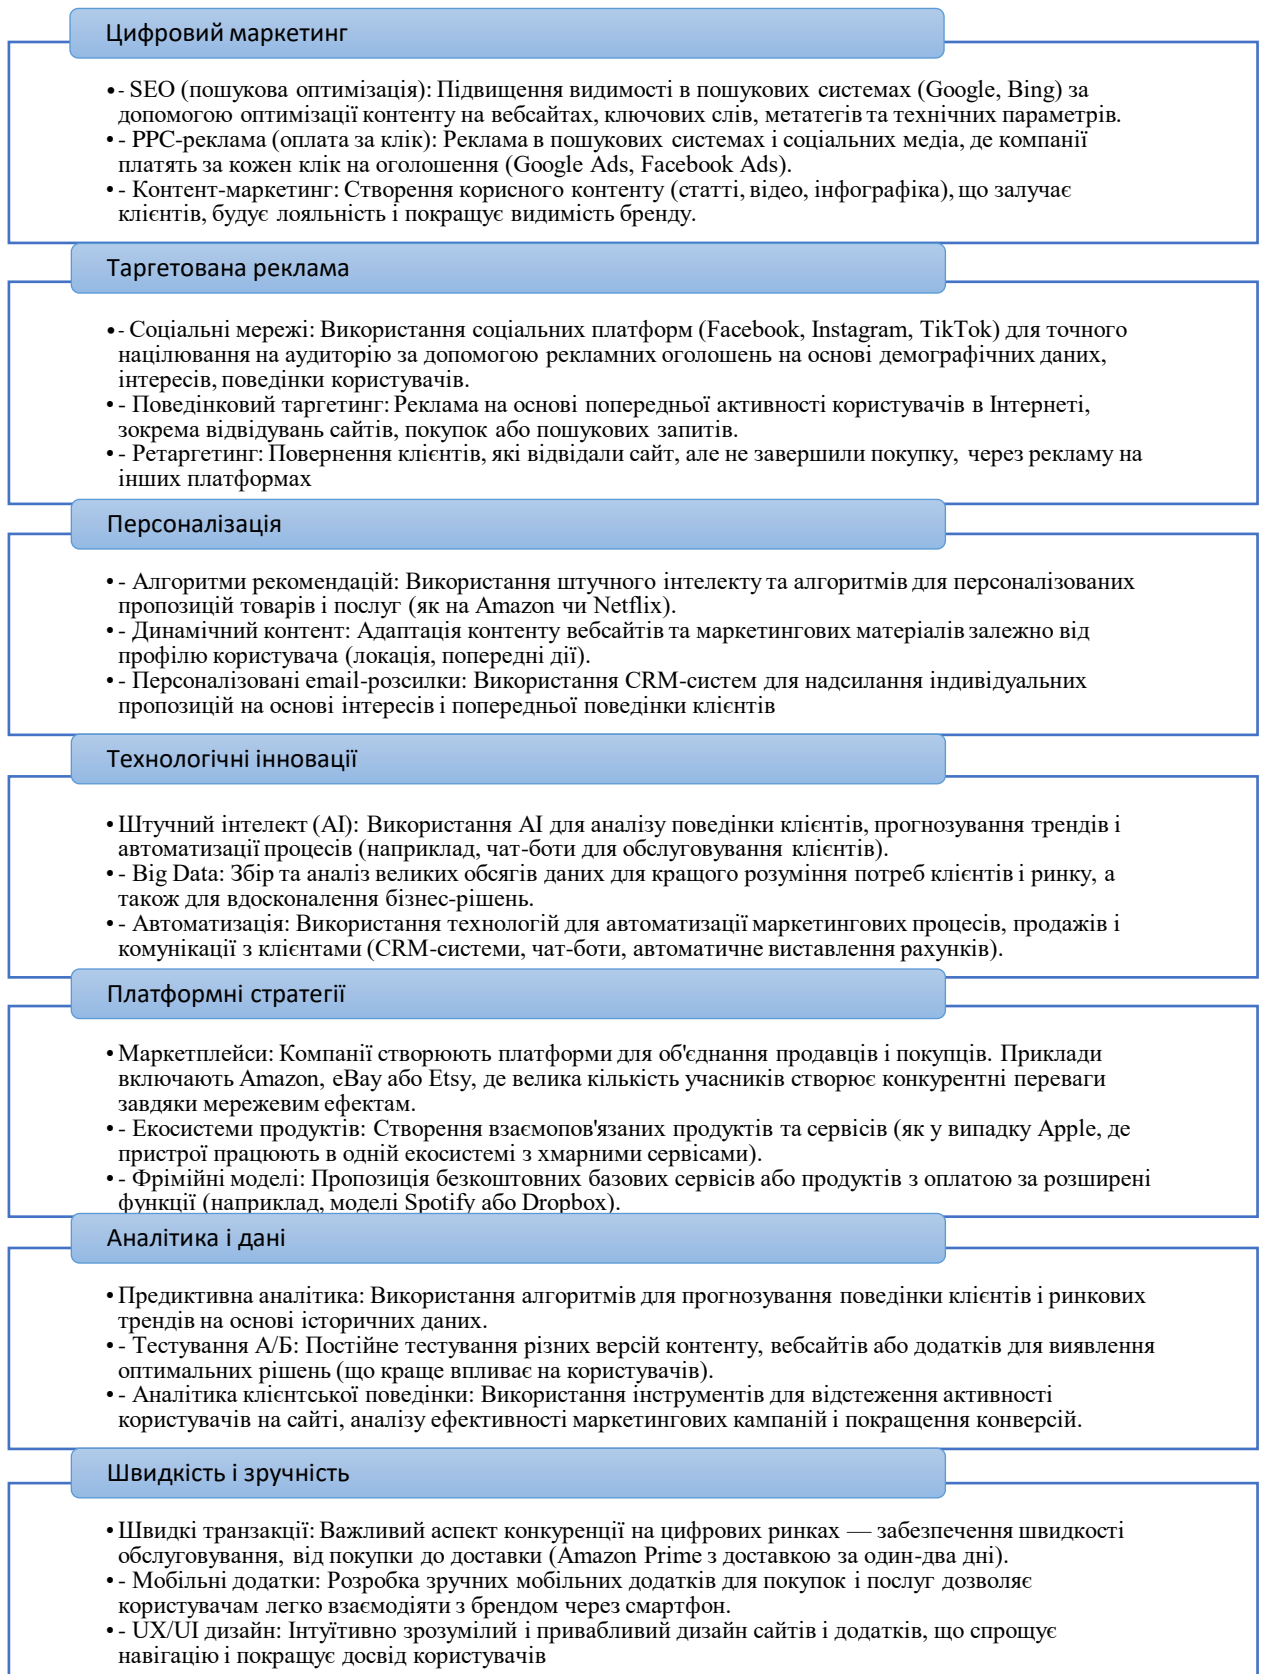 Цифровий маркетинг
• - SEO (пошукова оптимізація): Підвищення видимості в пошукових системах (Google, Bing) за
допомогою оптимізації контенту на вебсайтах, ключових слів, метатегів та технічних параметрів.
• - PPC-реклама (оплата за клік): Реклама в пошукових системах і соціальних медіа, де компанії
платять за кожен клік на оголошення (Google Ads, Facebook Ads).
• - Контент-маркетинг: Створення корисного контенту (статті, відео, інфографіка), що залучає
клієнтів, будує лояльність і покращує видимість бренду.
Таргетована реклама
• - Соціальні мережі: Використання соціальних платформ (Facebook, Instagram, TikTok) для точного
націлювання на аудиторію за допомогою рекламних оголошень на основі демографічних даних,
інтересів, поведінки користувачів.
• - Поведінковий таргетинг: Реклама на основі попередньої активності користувачів в Інтернеті,
зокрема відвідувань сайтів, покупок або пошукових запитів.
• - Ретаргетинг: Повернення клієнтів, які відвідали сайт, але не завершили покупку, через рекламу на
інших платформах
Персоналізація
• - Алгоритми рекомендацій: Використання штучного інтелекту та алгоритмів для персоналізованих
пропозицій товарів і послуг (як на Amazon чи Netflix).
• - Динамічний контент: Адаптація контенту вебсайтів та маркетингових матеріалів залежно від
профілю користувача (локація, попередні дії).
• - Персоналізовані email-розсилки: Використання CRM-систем для надсилання індивідуальних
пропозицій на основі інтересів і попередньої поведінки клієнтів
Технологічні інновації
• Штучний інтелект (AI): Використання AI для аналізу поведінки клієнтів, прогнозування трендів і
автоматизації процесів (наприклад, чат-боти для обслуговування клієнтів).
• - Big Data: Збір та аналіз великих обсягів даних для кращого розуміння потреб клієнтів і ринку, а
також для вдосконалення бізнес-рішень.
• - Автоматизація: Використання технологій для автоматизації маркетингових процесів, продажів і
комунікації з клієнтами (CRM-системи, чат-боти, автоматичне виставлення рахунків).
Платформні стратегії
• Маркетплейси: Компанії створюють платформи для об'єднання продавців і покупців. Приклади
включають Amazon, eBay або Etsy, де велика кількість учасників створює конкурентні переваги
завдяки мережевим ефектам.
• - Екосистеми продуктів: Створення взаємопов'язаних продуктів та сервісів (як у випадку Apple, де
пристрої працюють в одній екосистемі з хмарними сервісами).
• - Фрімійні моделі: Пропозиція безкоштовних базових сервісів або продуктів з оплатою за розширені
функції (наприклад, моделі Spotify або Dropbox).
Аналітика і дані
• Предиктивна аналітика: Використання алгоритмів для прогнозування поведінки клієнтів і ринкових
трендів на основі історичних даних.
• - Тестування А/Б: Постійне тестування різних версій контенту, вебсайтів або додатків для виявлення
оптимальних рішень (що краще впливає на користувачів).
• - Аналітика клієнтської поведінки: Використання інструментів для відстеження активності
користувачів на сайті, аналізу ефективності маркетингових кампаній і покращення конверсій.
Швидкість і зручність
• Швидкі транзакції: Важливий аспект конкуренції на цифрових ринках — забезпечення швидкості
обслуговування, від покупки до доставки (Amazon Prime з доставкою за один-два дні).
• - Мобільні додатки: Розробка зручних мобільних додатків для покупок і послуг дозволяє
користувачам легко взаємодіяти з брендом через смартфон.
• - UX/UI дизайн: Інтуїтивно зрозумілий і привабливий дизайн сайтів і додатків, що спрощує
навігацію і покращує досвід користувачів